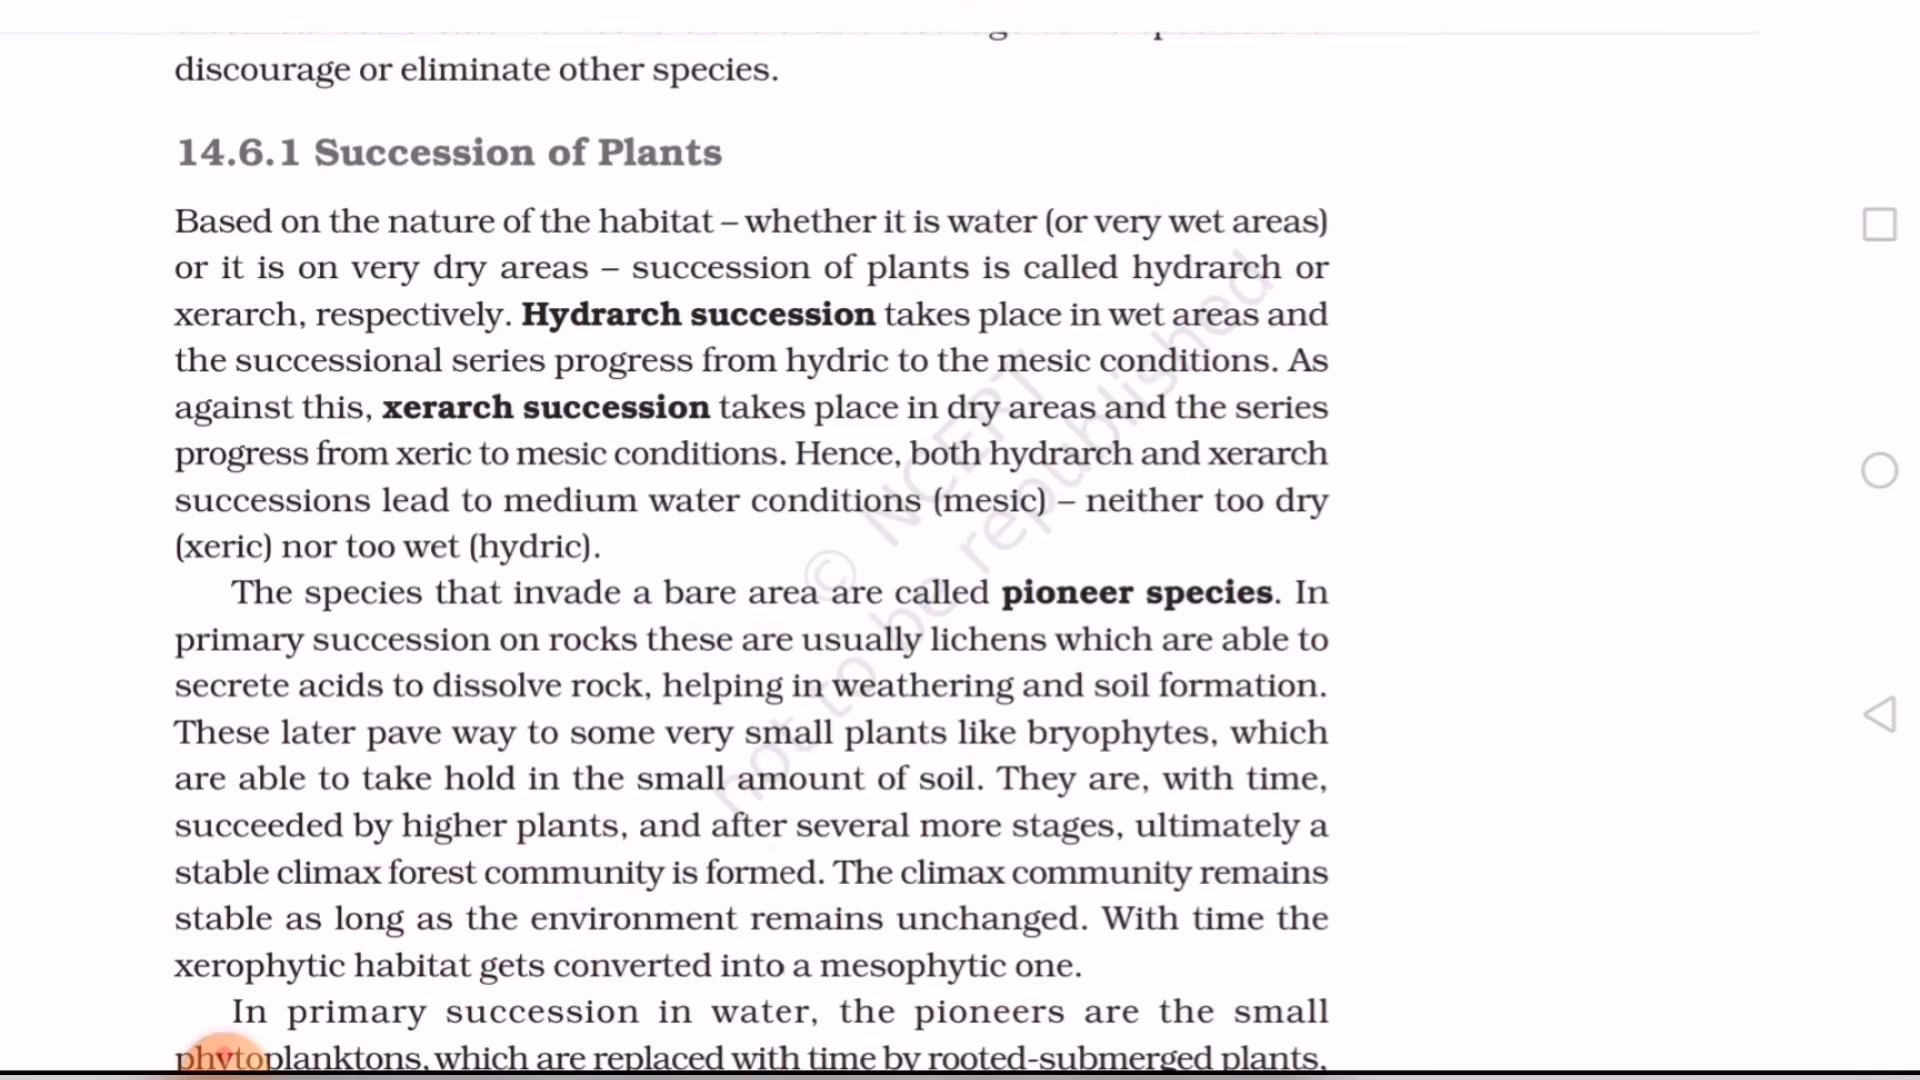 discourage or eliminate other species.
14.6.1 Succession of Plants
Based on the nature of the habitat – whether it is water (or very wet areas)
or it is on very dry areas – succession of plants is called hydrarch or
xerarch, respectively. Hydrarch succession takes place in wet areas and
the successional series progress from hydric to the mesic conditions. As
against this, xerarch succession takes place in dry areas and the series
progress from xeric to mesic conditions. Hence, both hydrarch and xerarch
successions lead to medium water conditions (mesic) – neither too dry
(xeric) nor too wet (hydric).
The species that invade a bare area are called pioneer species. In
primary succession on rocks these are usually lichens which are able to
secrete acids to dissolve rock, helping in weathering and soil formation.
These later pave way to some very small plants like bryophytes, which
are able to take hold in the small amount of soil. They are, with time,
succeeded by higher plants, and after several more stages, ultimately a
stable climax forest community is formed. The climax community remains
stable as long as the environment remains unchanged. With time the
xerophytic habitat gets converted into a mesophytic one.
In primary succession in water, the pioneers are the small
phytoplanktons, which are replaced with time by rooted-submerged plants,
© NCERT
not to be republished